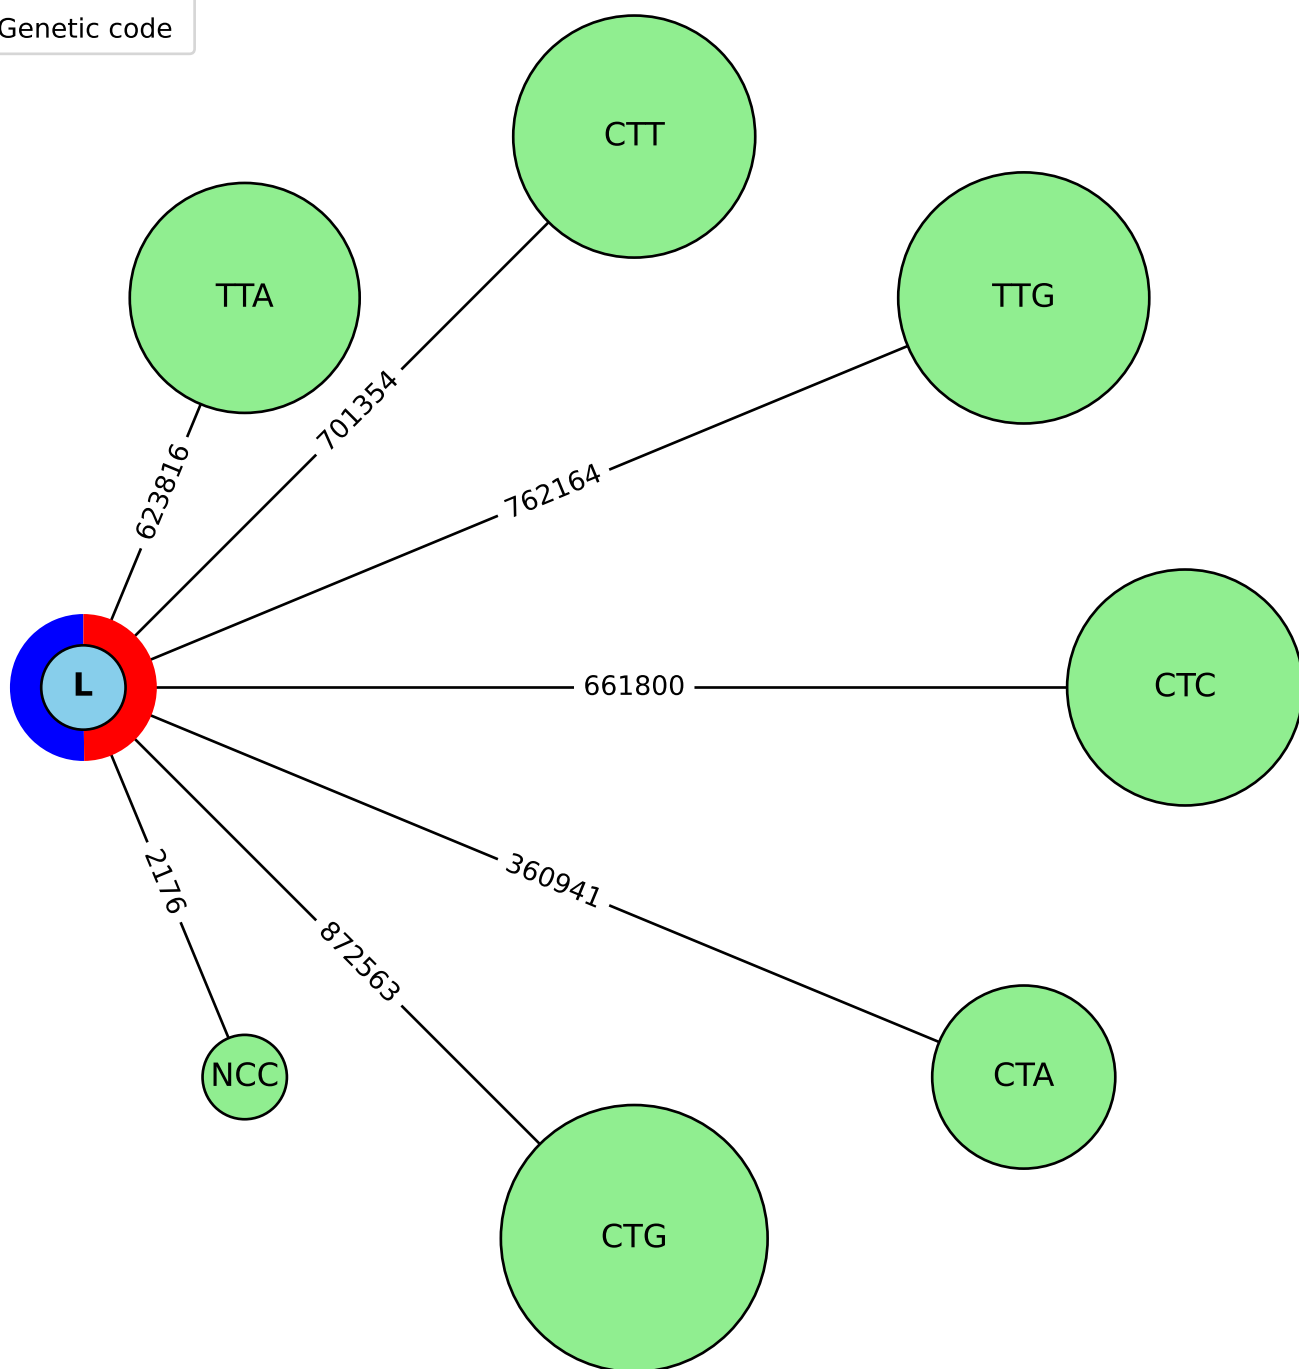 Genetic code
CTT
TTA
TTG
701354
623816
762164
L
661800
CTC
2176
360941
872563
NCC
CTA
CTG